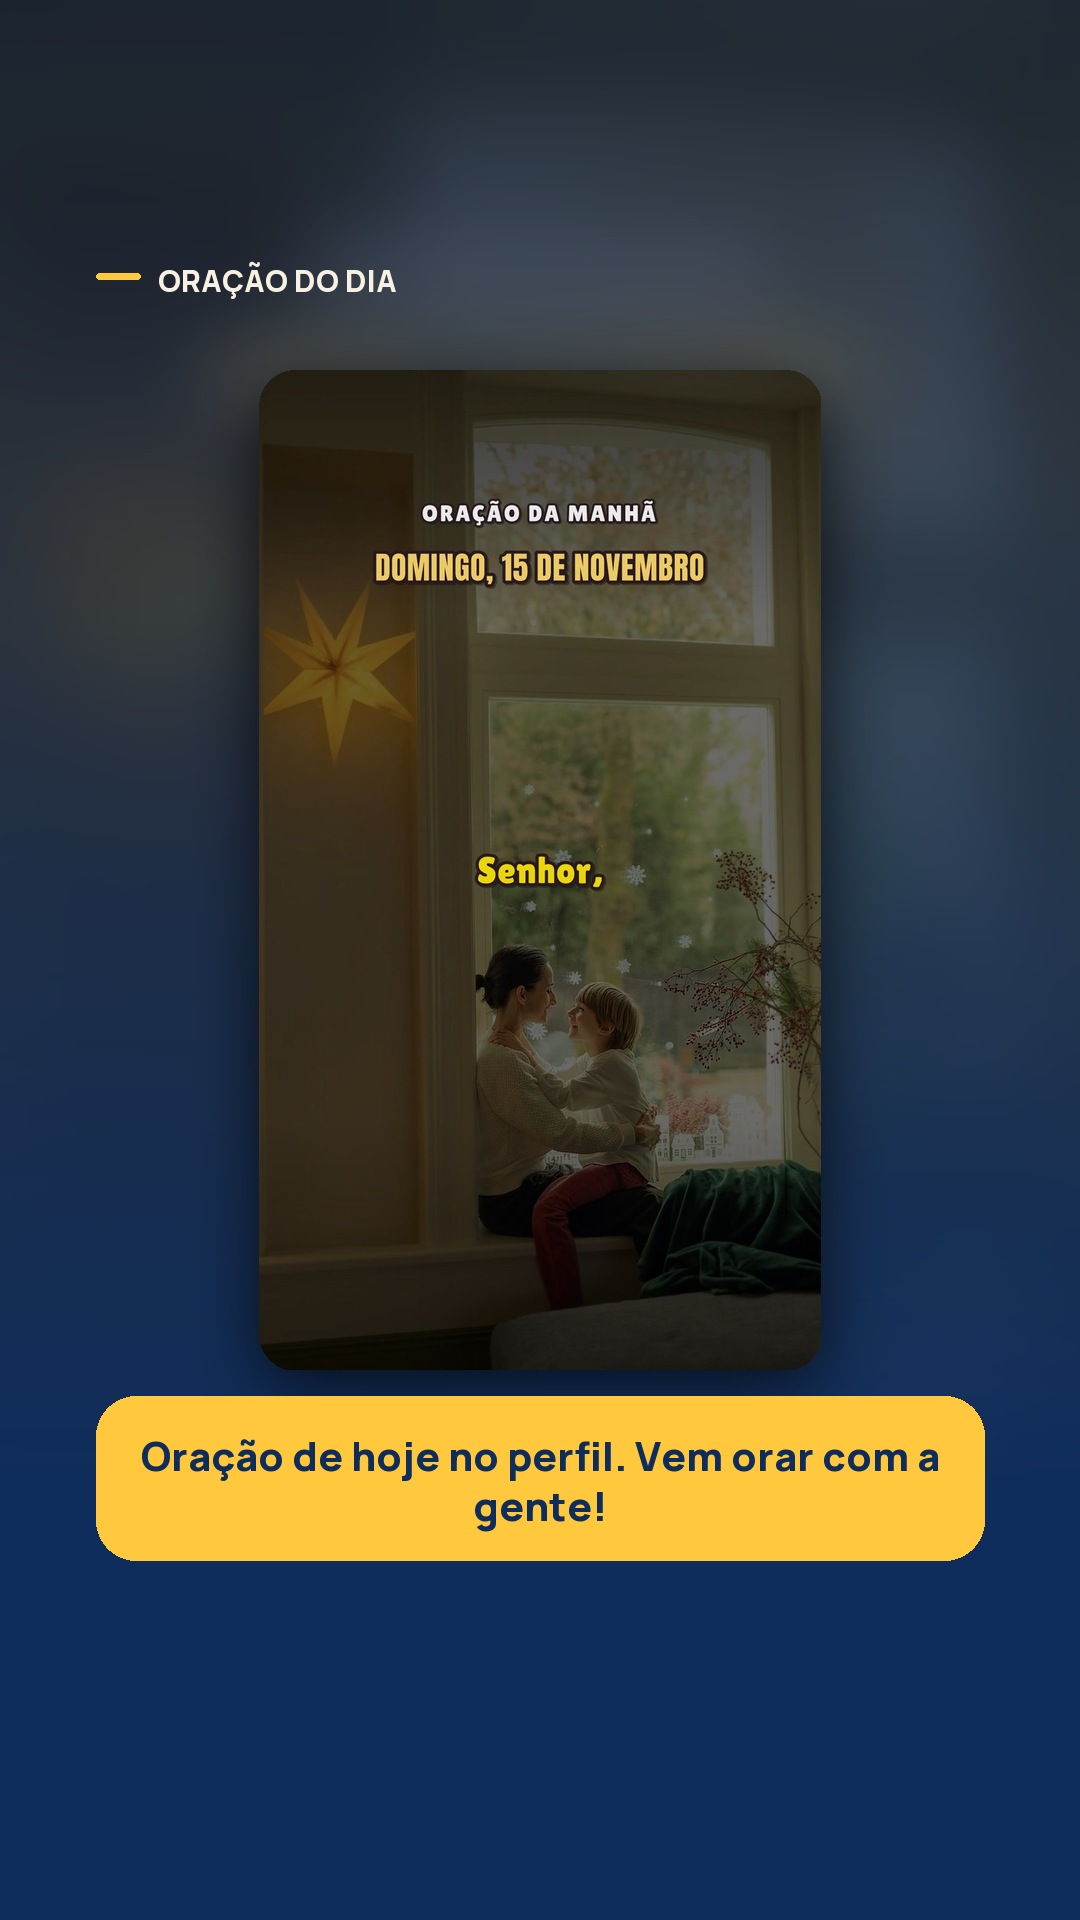 ORAÇÃO DO DIA
ORAÇÃO DA MANHÃ
DOMINGO, 15 DE NOVEMBRO
Senhor,
Oração de hoje no perfil. Vem orar com a
gente!